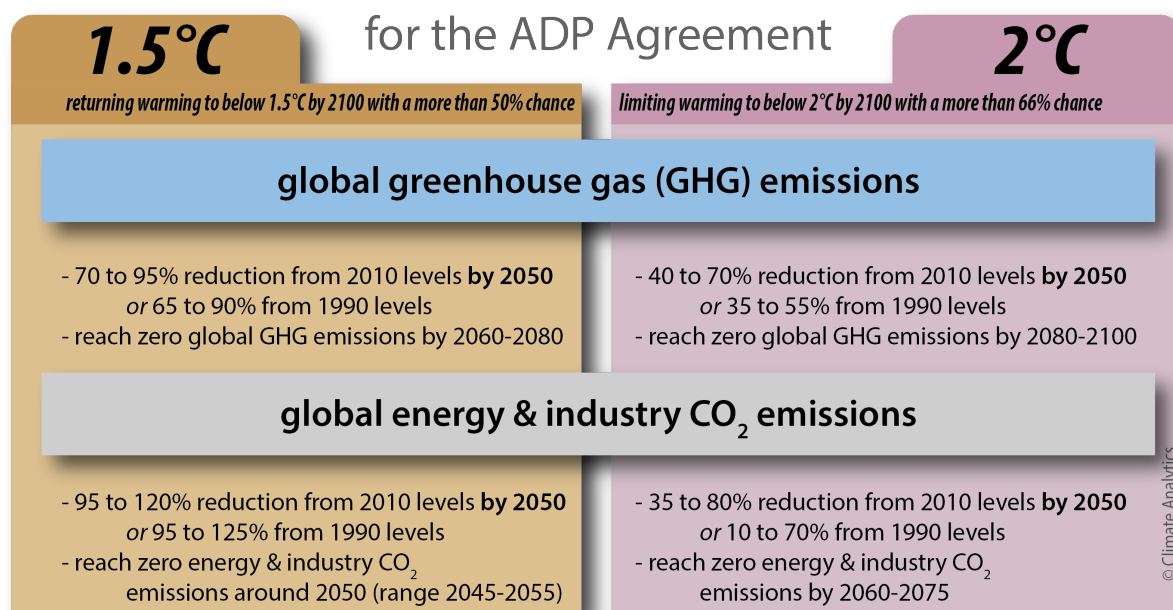 for the ADP Agreement
1.5°C
returning warming to below 1.5°C by 2100 with a more than 50% chance
2°C
limiting warming to below 2°C by 2100 with a more than 66% chance
global greenhouse gas (GHG) emissions
- 70 to 95% reduction from 2010 levels by 2050
or 65 to 90% from 1990 levels
- reach zero global GHG emissions by 2060-2080
- 40 to 70% reduction from 2010 levels by 2050
or 35 to 55% from 1990 levels
- reach zero global GHG emissions by 2080-2100
global energy & industry CO₂ emissions
- 95 to 120% reduction from 2010 levels by 2050
or 95 to 125% from 1990 levels
- reach zero energy & industry CO₂
emissions around 2050 (range 2045-2055)
- 35 to 80% reduction from 2010 levels by 2050
or 10 to 70% from 1990 levels
- reach zero energy & industry CO₂
emissions by 2060-2075
© Climate Analytics